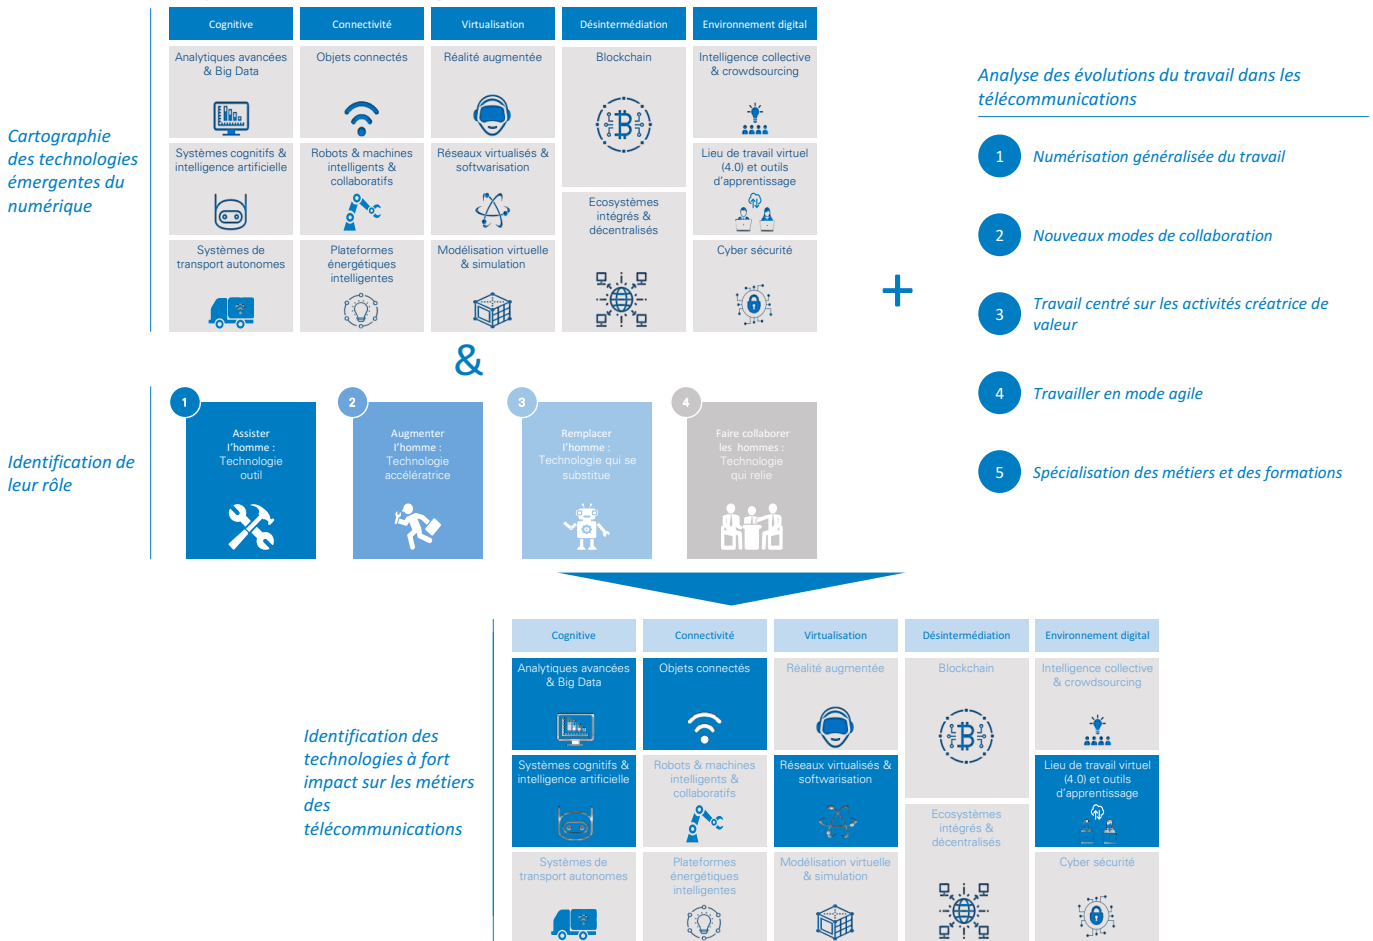 Cartographie
des technologies
émergentes du
numérique
Cognitive
Connectivité
Virtualisation
Désintermédiation
Environnement digital
Analytiques avancées
& Big Data
Objets connectés
Réalité augmentée
Blockchain
Intelligence collective
& crowdsourcing
Systèmes cognitifs &
intelligence artificielle
Robots & machines
intelligents &
collaboratifs
Réseaux virtualisés &
softwarisation
Ecosystèmes
intégrés &
décentralisés
Lieu de travail virtuel
(4.0) et outils
d'apprentissage
Systèmes de
transport autonomes
Plateformes
énergétiques
intelligentes
Modélisation virtuelle
& simulation
Cyber sécurité
&
Identification de
leur rôle
1
Assister
l'homme :
Technologie
outil
2
Augmenter
l'homme :
Technologie
accélératrice
3
Remplacer
l'homme :
Technologie qui se
substitue
4
Faire collaborer
les hommes :
Technologie
qui relie
+
Analyse des évolutions du travail dans les
télécommunications
1
Numérisation généralisée du travail
2
Nouveaux modes de collaboration
3
Travail centré sur les activités créatrice de
valeur
4
Travailler en mode agile
5
Spécialisation des métiers et des formations
Identification des
technologies à fort
impact sur les métiers
des
télécommunications
Cognitive
Connectivité
Virtualisation
Désintermédiation
Environnement digital
Analytiques avancées
& Big Data
Objets connectés
Réalité augmentée
Blockchain
Intelligence collective
& crowdsourcing
Systèmes cognitifs &
intelligence artificielle
Robots & machines
intelligents &
collaboratifs
Réseaux virtualisés &
softwarisation
Ecosystèmes
intégrés &
décentralisés
Lieu de travail virtuel
(4.0) et outils
d'apprentissage
Systèmes de
transport autonomes
Plateformes
énergétiques
intelligentes
Modélisation virtuelle
& simulation
Cyber sécurité